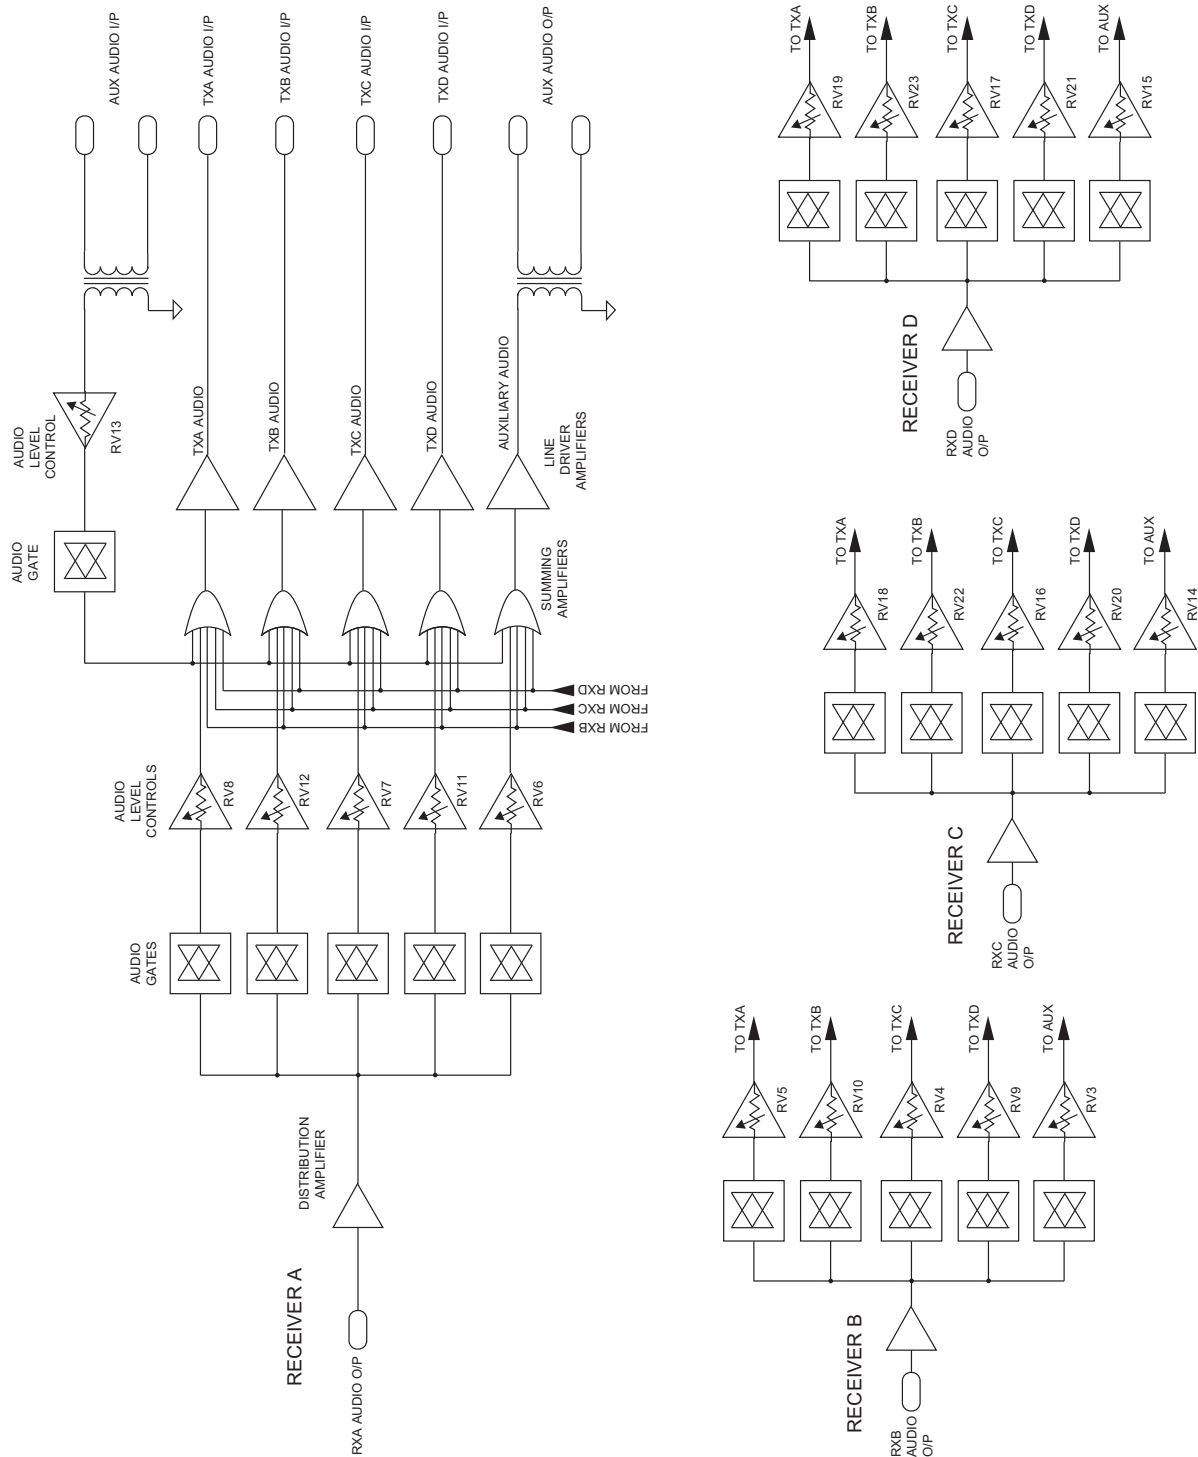 AUX AUDIO I/P
TXA AUDIO I/P
TXB AUDIO I/P
TXC AUDIO I/P
TXD AUDIO I/P
AUX AUDIO O/P
AUDIO
LEVEL
CONTROL
RV13
AUDIO
GATE
TXA AUDIO
TXB AUDIO
TXC AUDIO
TXD AUDIO
AUXILIARY AUDIO
LINE
DRIVER
AMPLIFIERS
SUMMING
AMPLIFIERS
FROM RXD
FROM RXC
FROM RXB
AUDIO
LEVEL
CONTROLS
RV8
RV12
RV7
RV11
RV6
AUDIO
GATES
DISTRIBUTION
AMPLIFIER
RECEIVER A
RXA AUDIO O/P
TO TXA
TO TXB
TO TXC
TO TXD
TO AUX
RV19
RV23
RV17
RV21
RV15
RECEIVER D
RXD
AUDIO
O/P
TO TXA
TO TXB
TO TXC
TO TXD
TO AUX
RV18
RV22
RV16
RV20
RV14
RECEIVER C
RXC
AUDIO
O/P
TO TXA
TO TXB
TO TXC
TO TXD
TO AUX
RV5
RV10
RV4
RV9
RV3
RECEIVER B
RXB
AUDIO
O/P